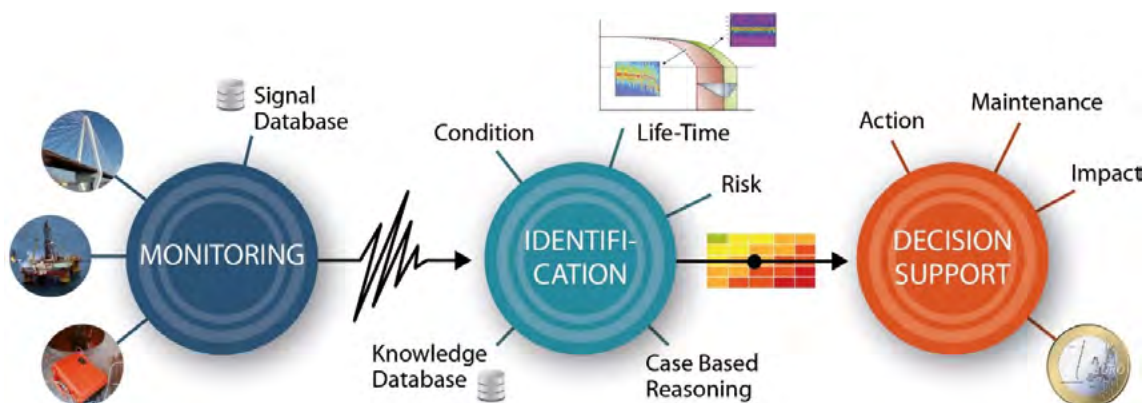 Signal
Database
MONITORING
Condition
Life-Time
Risk
IDENTIFI-
CATION
Knowledge
Database
Case Based
Reasoning
Action
Maintenance
Impact
DECISION
SUPPORT